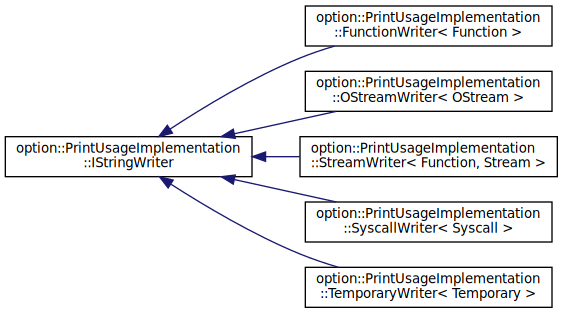 option::PrintUsageImplementation
::FunctionWriter< Function >
option::PrintUsageImplementation
::OStreamWriter< OStream >
option::PrintUsageImplementation
::IStringWriter
option::PrintUsageImplementation
::StreamWriter< Function, Stream >
option::PrintUsageImplementation
::SyscallWriter< Syscall >
option::PrintUsageImplementation
::TemporaryWriter< Temporary >